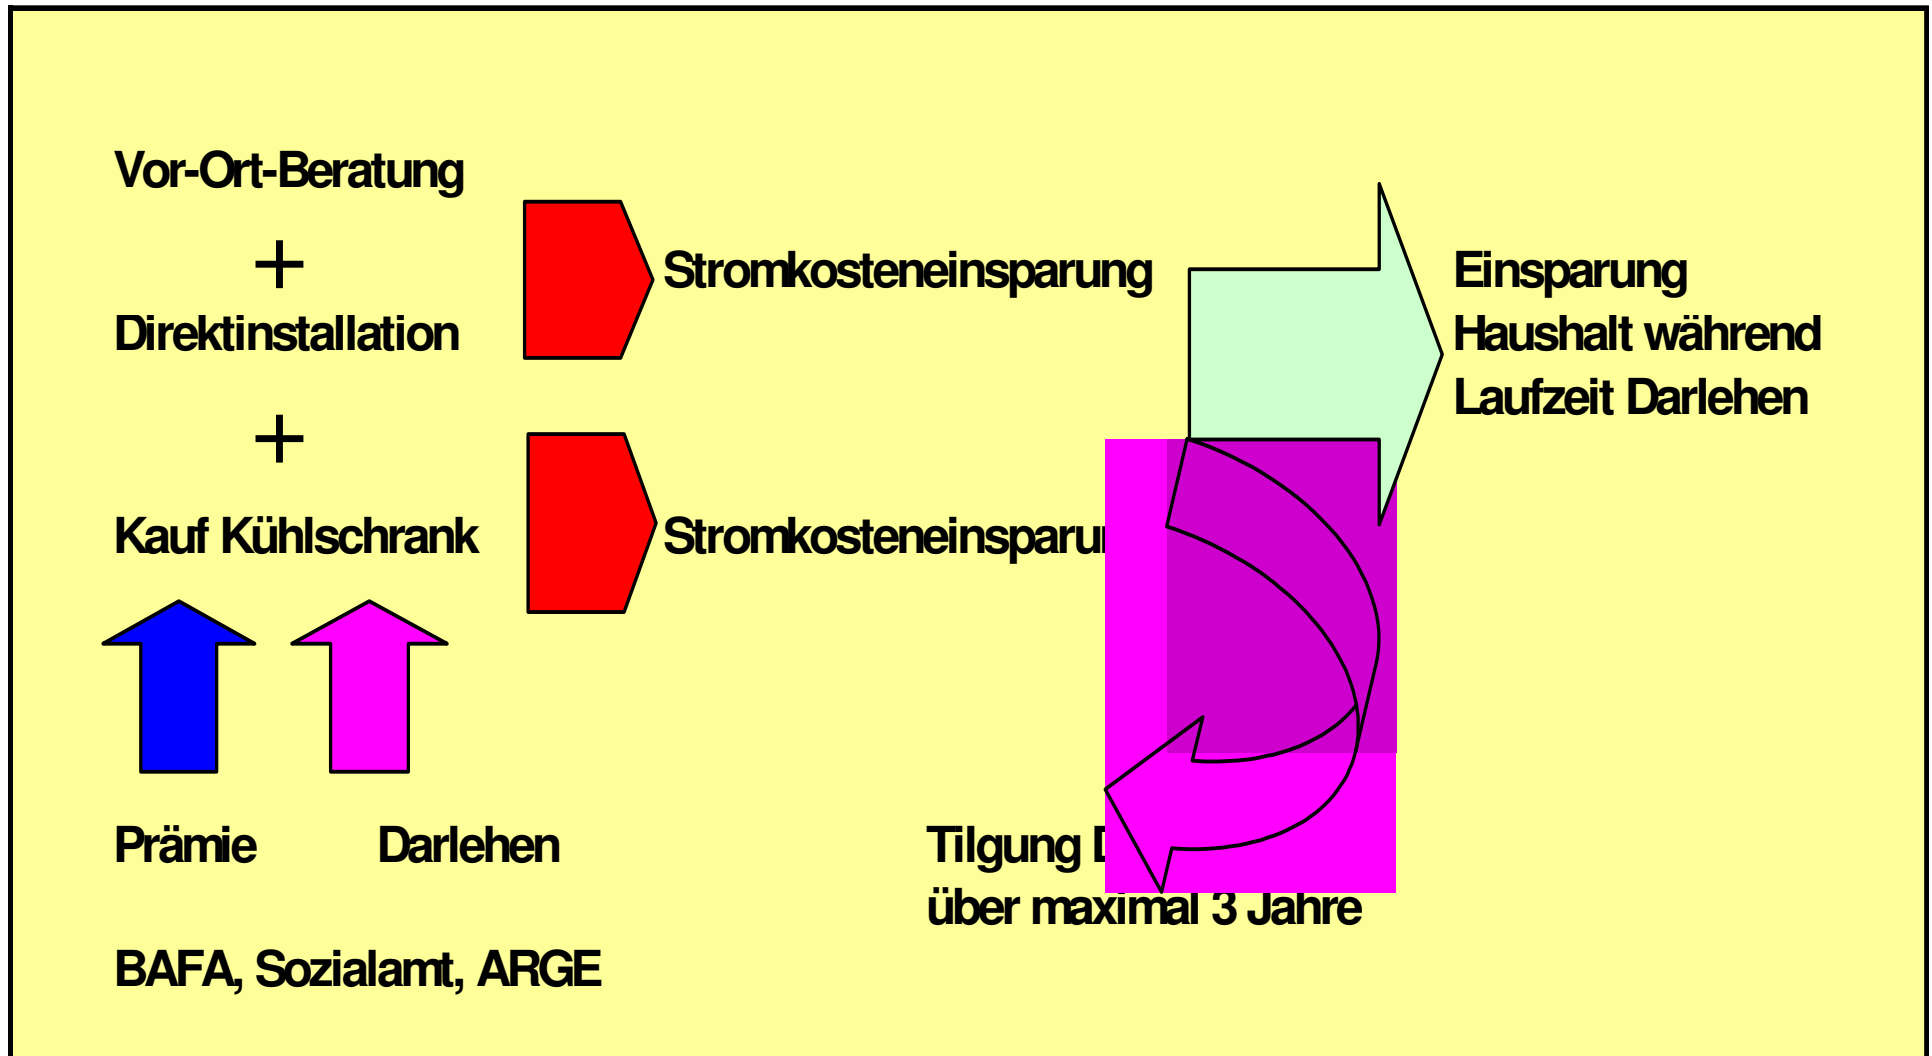 Vor-Ort-Beratung
+
Direktinstallation
+
Kauf Kühlschrank
Stromkosteneinsparung
Einsparung
Haushalt während
Laufzeit Darlehen
Prämie
Darlehen
Tilgung
über maximal 3 Jahre
BAFA, Sozialamt, ARGE